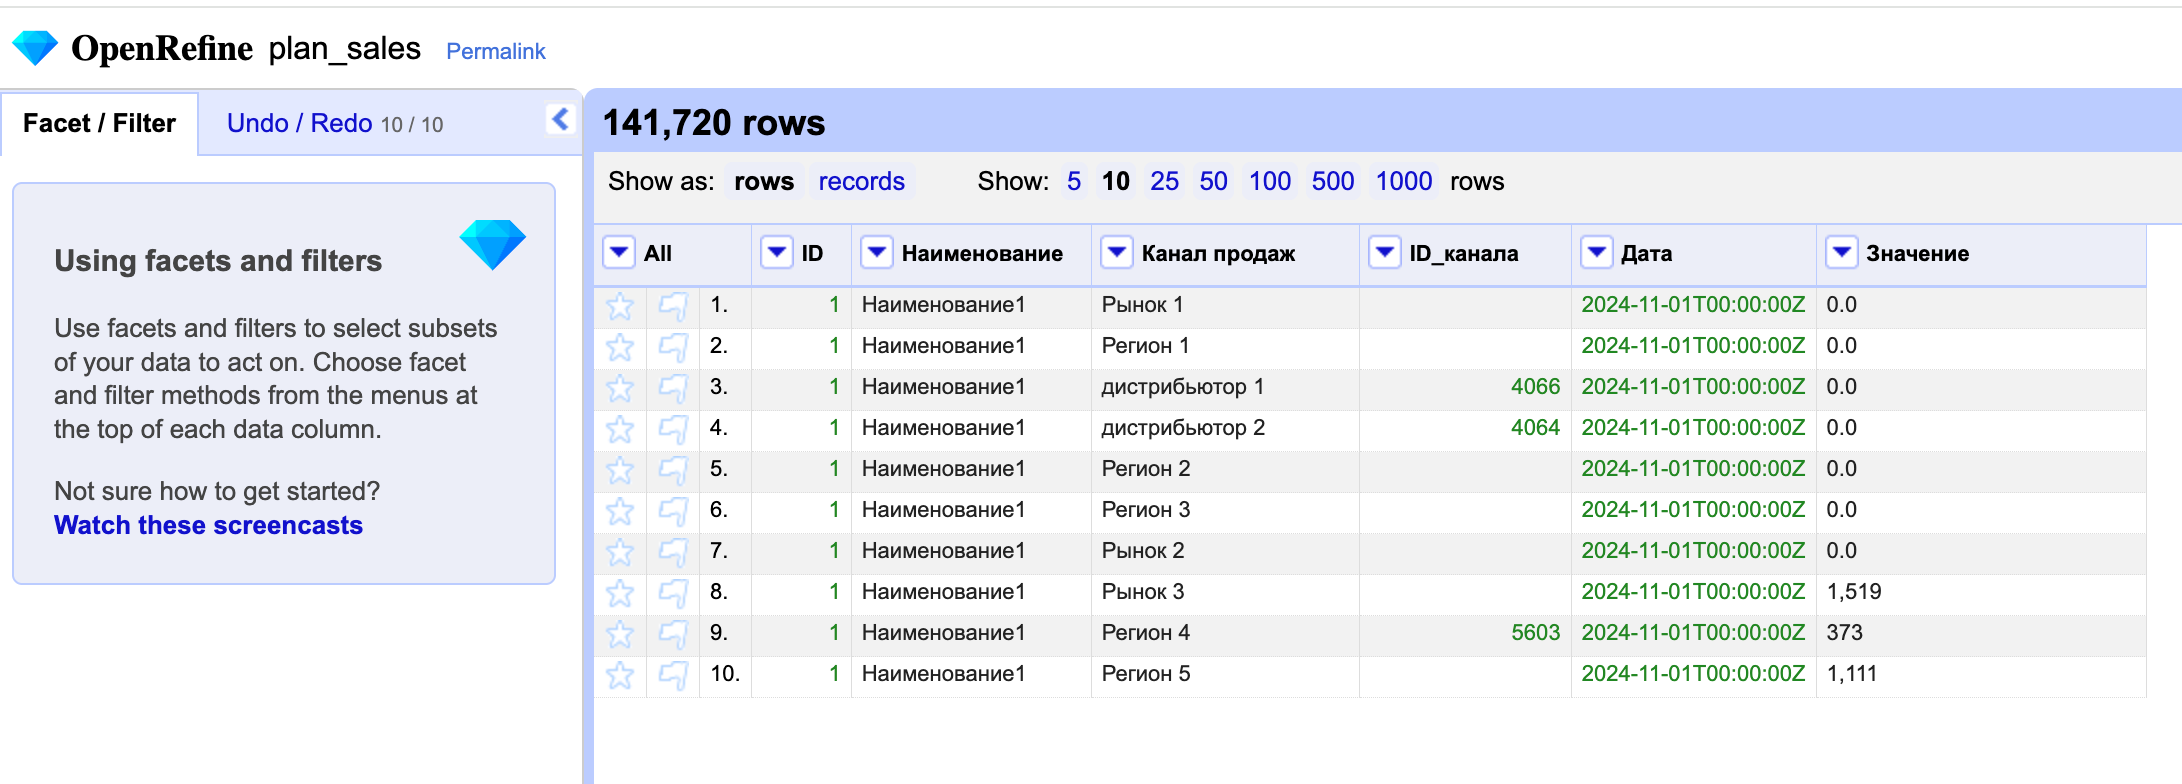 OpenRefine plan_sales Permalink
Facet / Filter Undo / Redo 10 / 10
Using facets and filters
Use facets and filters to select subsets
of your data to act on. Choose facet
and filter methods from the menus at
the top of each data column.
Not sure how to get started?
Watch these screencasts
141,720 rows
Show as: rows records Show: 5 10 25 50 100 500 1000 rows
All ID Наименование Канал продаж ID_канала Дата Значение
1. 1 Наименование1 Рынок 1 2024-11-01T00:00:00Z 0.0
2. 1 Наименование1 Регион 1 2024-11-01T00:00:00Z 0.0
3. 1 Наименование1 дистрибьютор 1 4066 2024-11-01T00:00:00Z 0.0
4. 1 Наименование1 дистрибьютор 2 4064 2024-11-01T00:00:00Z 0.0
5. 1 Наименование1 Регион 2 2024-11-01T00:00:00Z 0.0
6. 1 Наименование1 Регион 3 2024-11-01T00:00:00Z 0.0
7. 1 Наименование1 Рынок 2 2024-11-01T00:00:00Z 0.0
8. 1 Наименование1 Рынок 3 2024-11-01T00:00:00Z 1,519
9. 1 Наименование1 Регион 4 5603 2024-11-01T00:00:00Z 373
10. 1 Наименование1 Регион 5 2024-11-01T00:00:00Z 1,111